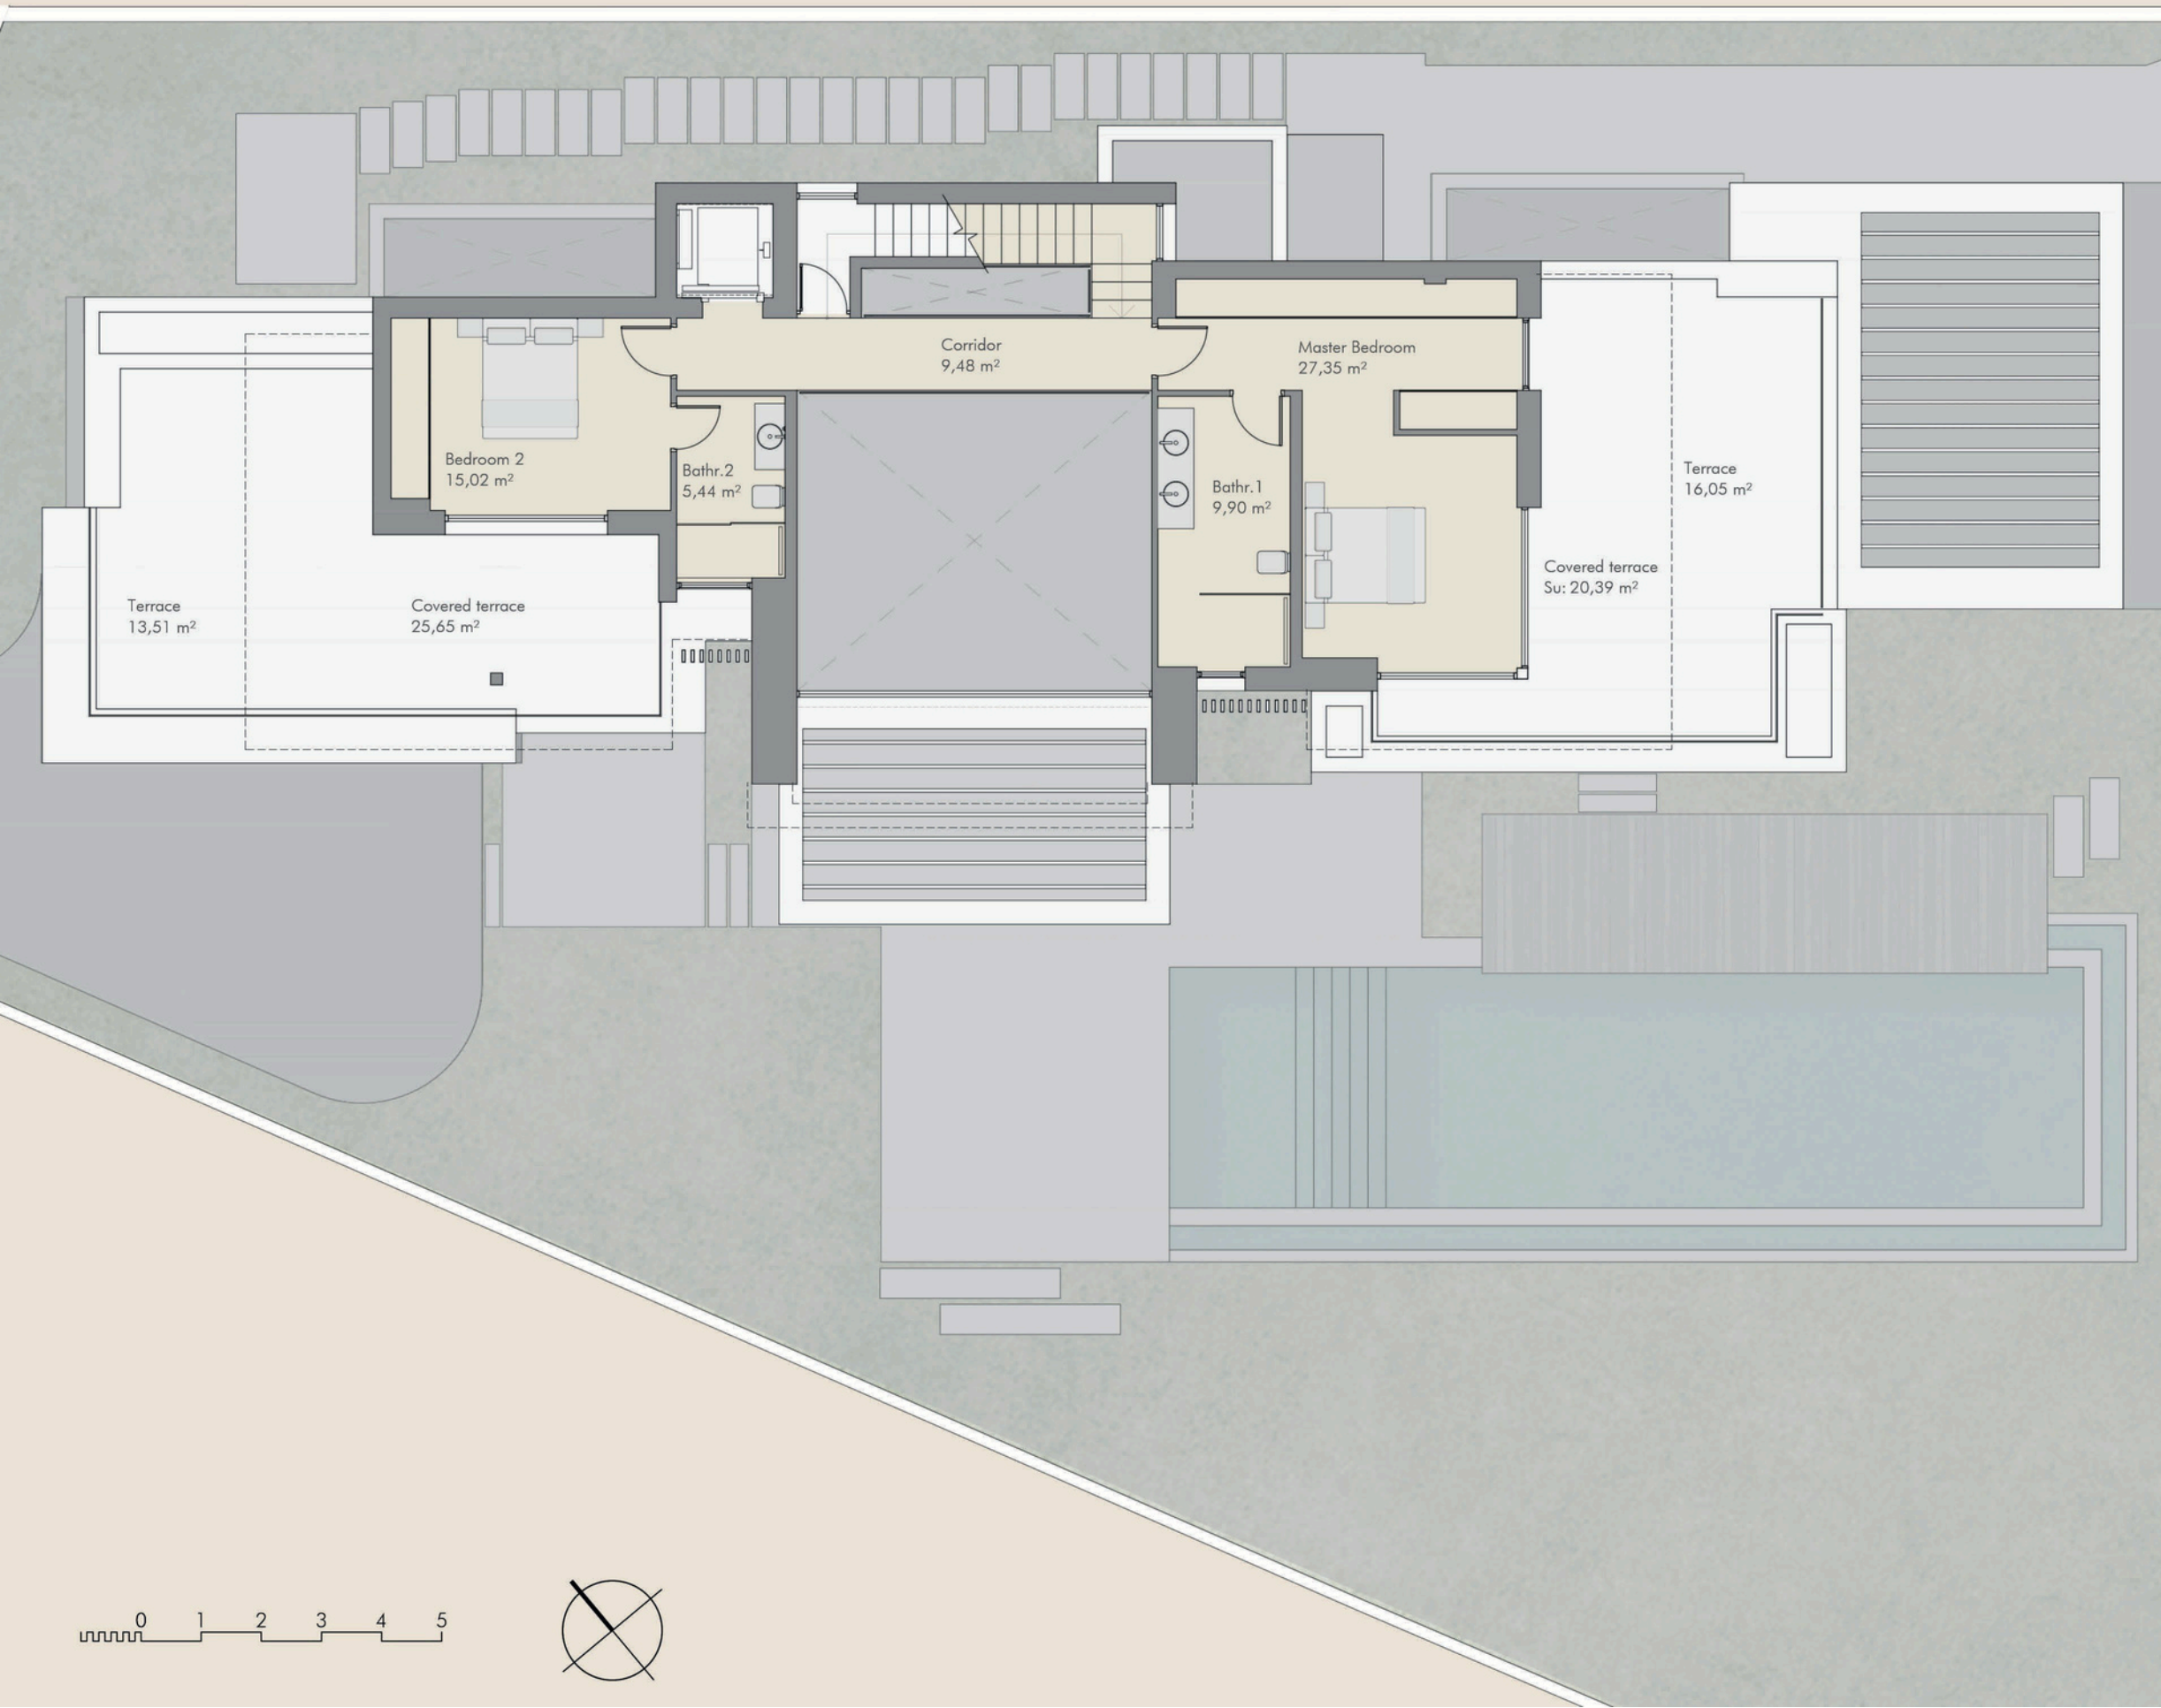 Corridor
9,48 m²
Master Bedroom
27,35 m²
Bedroom 2
15,02 m²
Bathr.2
5,44 m²
Bathr.1
9,90 m²
Terrace
16,05 m²
Covered terrace
Su: 20,39 m²
Terrace
13,51 m²
Covered terrace
25,65 m²
0 1 2 3 4 5